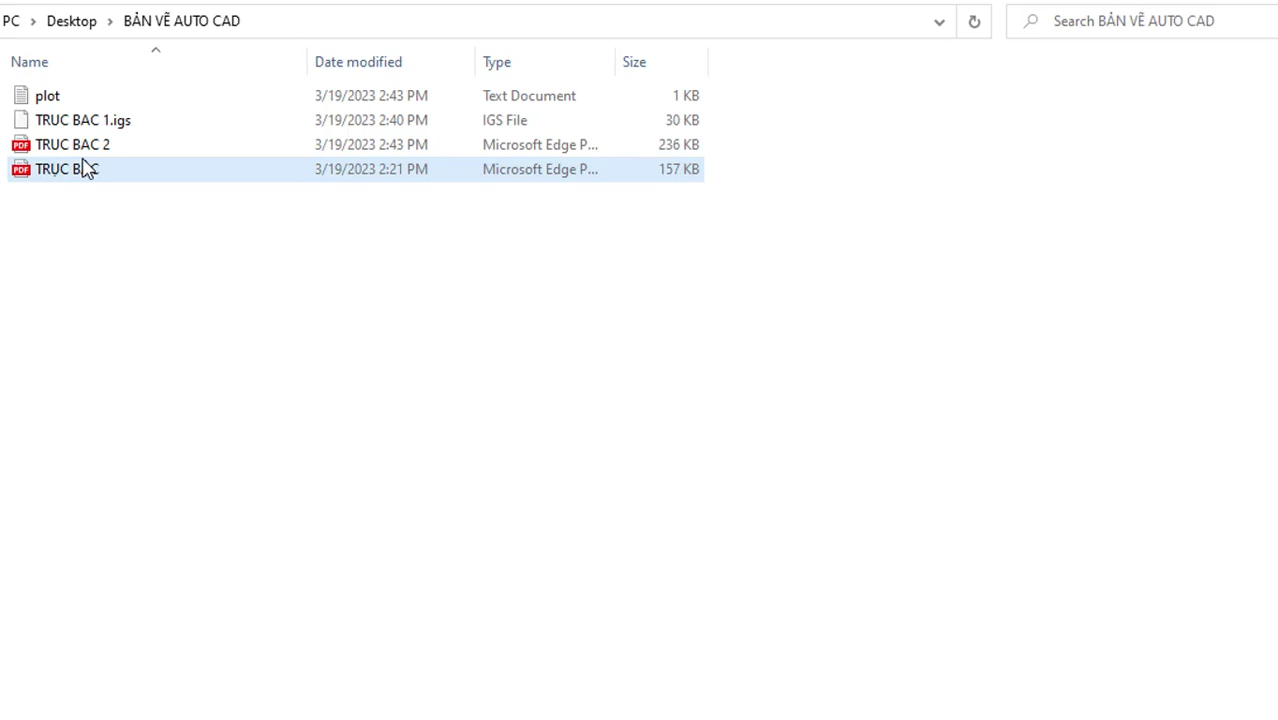 PC > Desktop > BẢN VẼ AUTO CAD Search BẢN VẼ AUTO CAD
Name Date modified Type Size
plot 3/19/2023 2:43 PM Text Document 1 KB
TRUC BAC 1.igs 3/19/2023 2:40 PM IGS File 30 KB
PDF TRUC BAC 2 3/19/2023 2:43 PM Microsoft Edge P... 236 KB
PDF TRỤC 3/19/2023 2:21 PM Microsoft Edge P... 157 KB